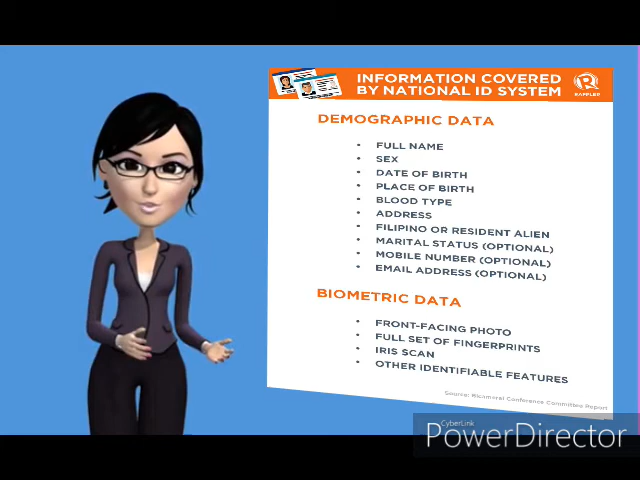 INFORMATION COVERED
BY NATIONAL ID SYSTEM
RAPPLER
DEMOGRAPHIC DATA
• FULL NAME
• SEX
• DATE OF BIRTH
• PLACE OF BIRTH
• BLOOD TYPE
• ADDRESS
• FILIPINO OR RESIDENT ALIEN
• MARITAL STATUS (OPTIONAL)
• MOBILE NUMBER (OPTIONAL)
• EMAIL ADDRESS (OPTIONAL)
BIOMETRIC DATA
• FRONT-FACING PHOTO
• FULL SET OF FINGERPRINTS
• IRIS SCAN
• OTHER IDENTIFIABLE FEATURES
Source: Bicameral Conference Committee Report
CyberLink
PowerDirector